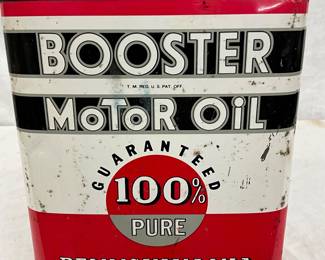 BOOSTER
T. M. REG. U. S. PAT. OFF.
MoToR OiL
GUARANTEED
100%
PURE